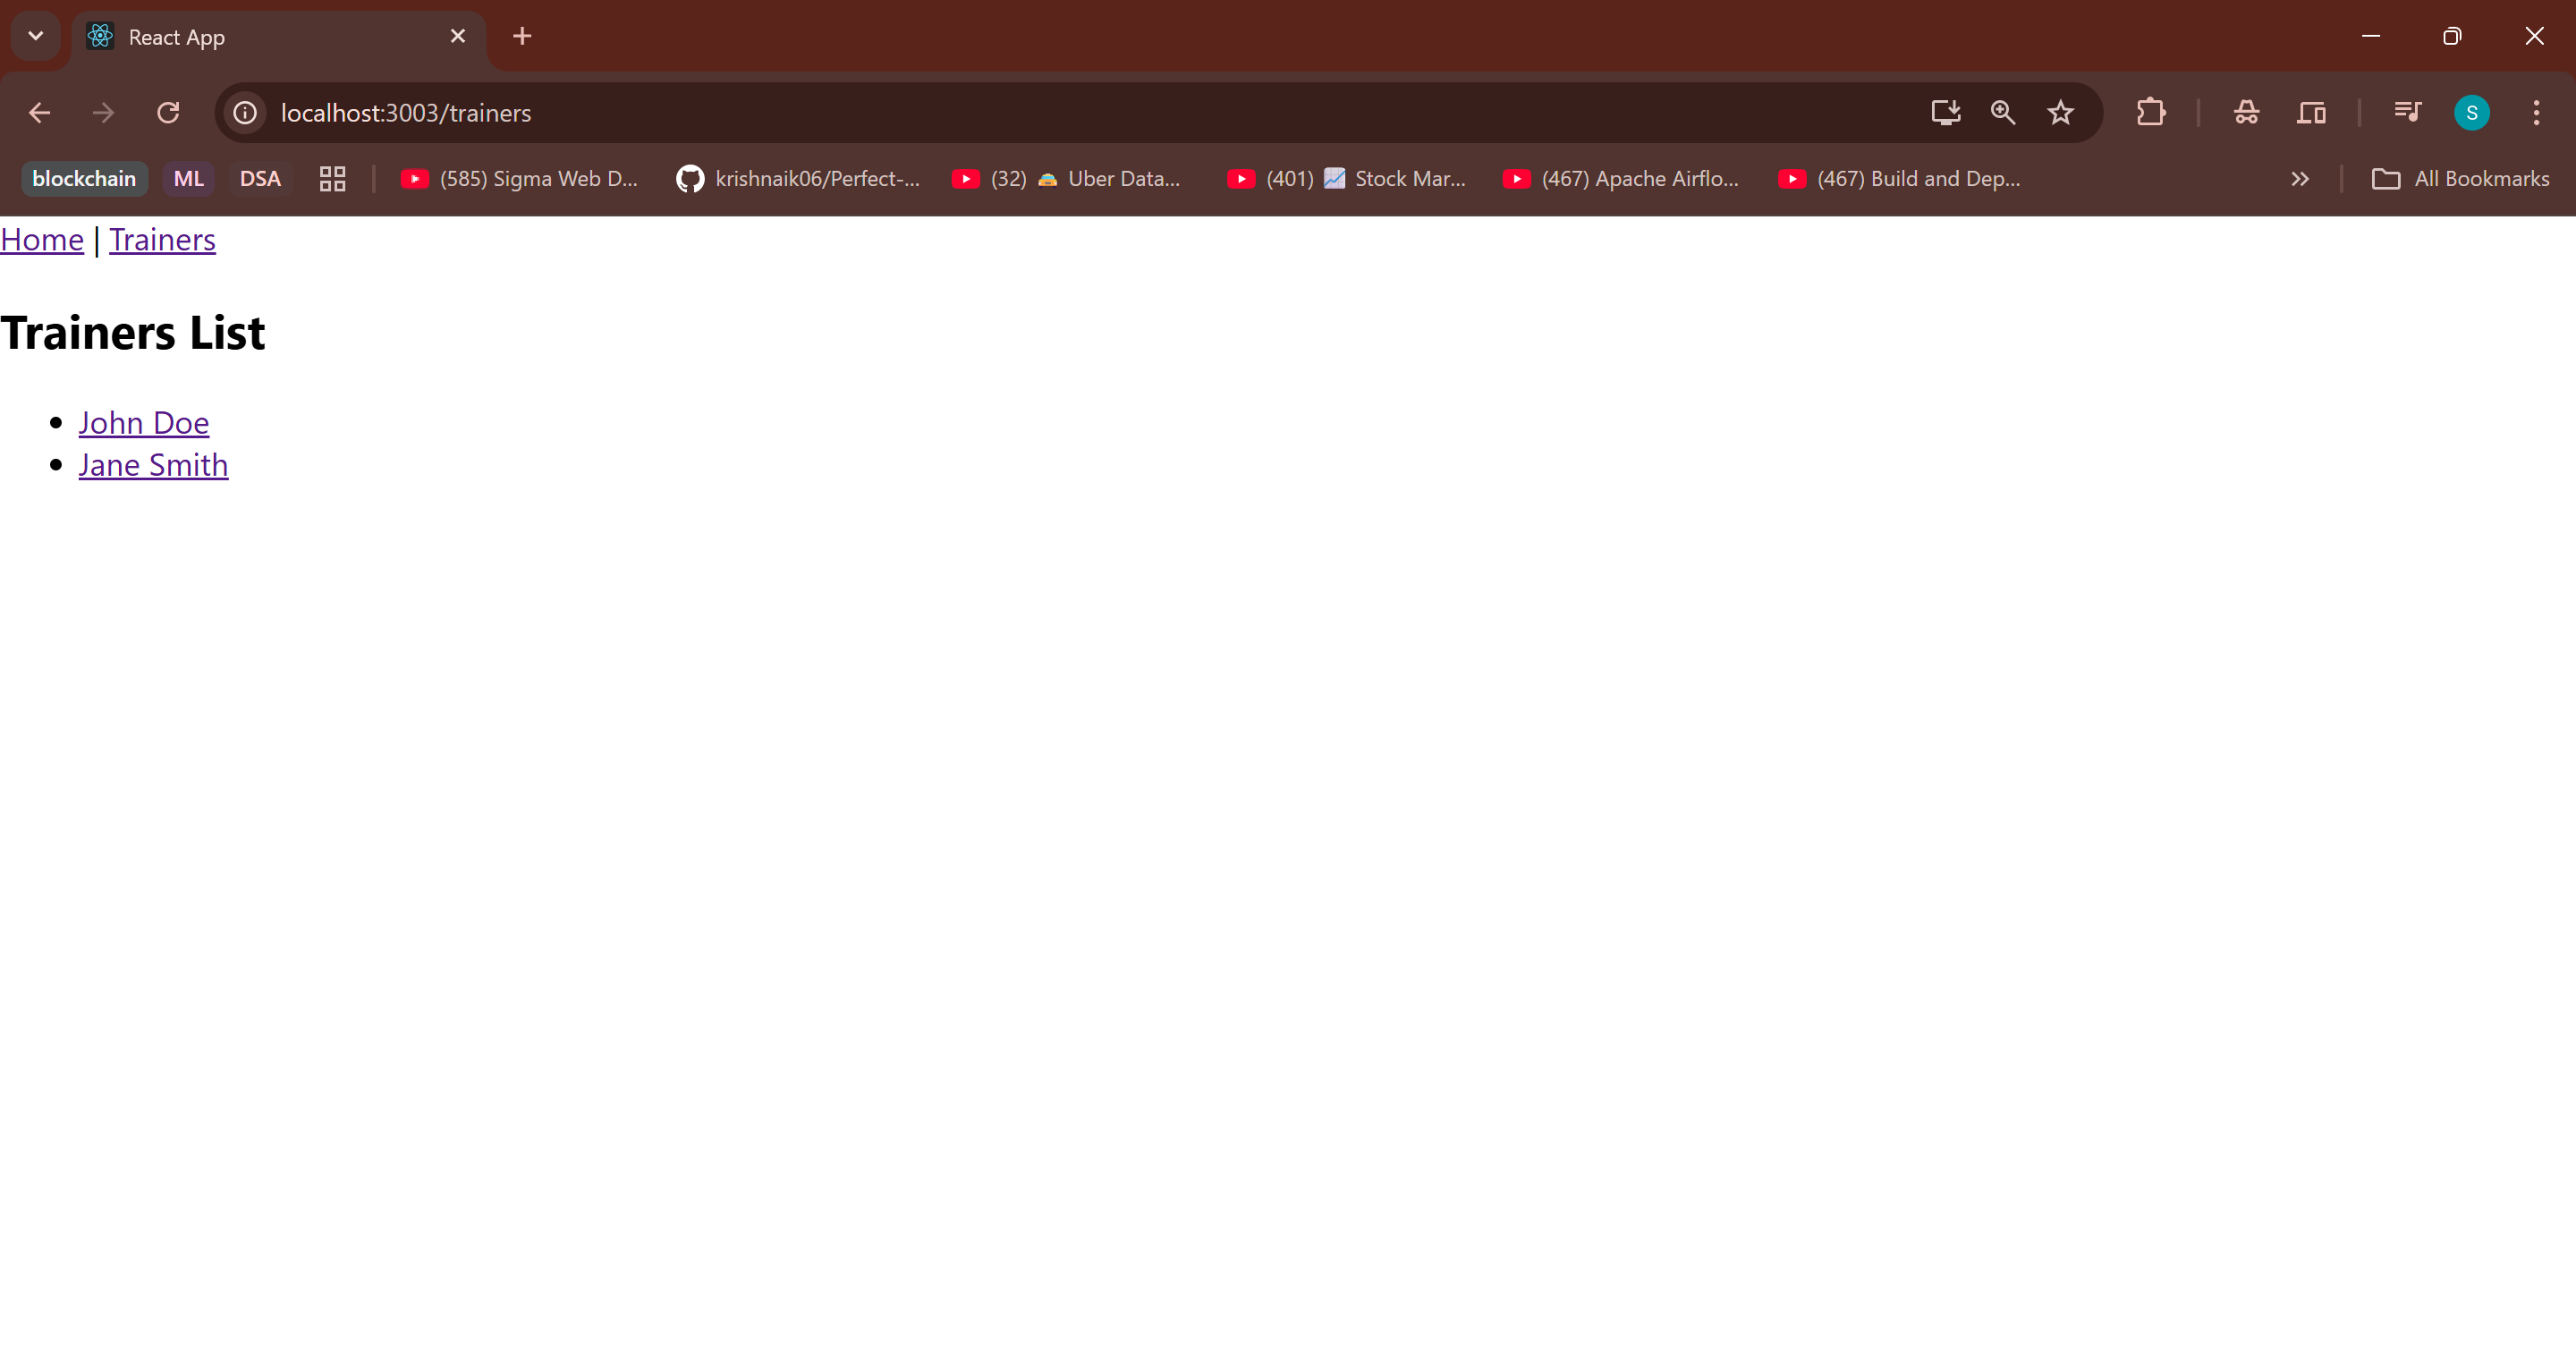 React App
localhost:3003/trainers
S
blockchain ML DSA (585) Sigma Web D... krishnaik06/Perfect-... (32) 🚖 Uber Data... (401) 📈 Stock Mar... (467) Apache Airflo... (467) Build and Dep... All Bookmarks
Home | Trainers
Trainers List
John Doe
Jane Smith